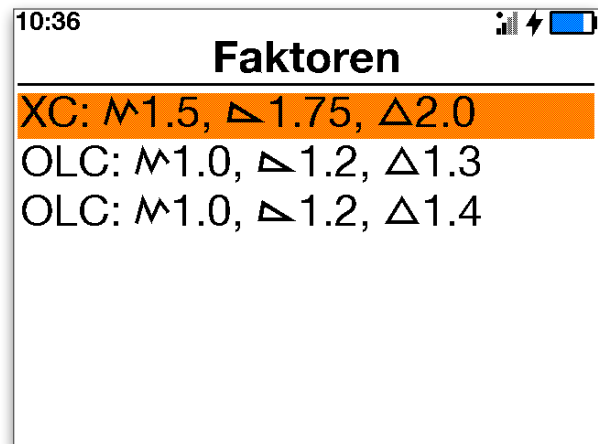 10:36
Faktoren
XC: 1.5, 1.75, 2.0
OLC: 1.0, 1.2, 1.3
OLC: 1.0, 1.2, 1.4